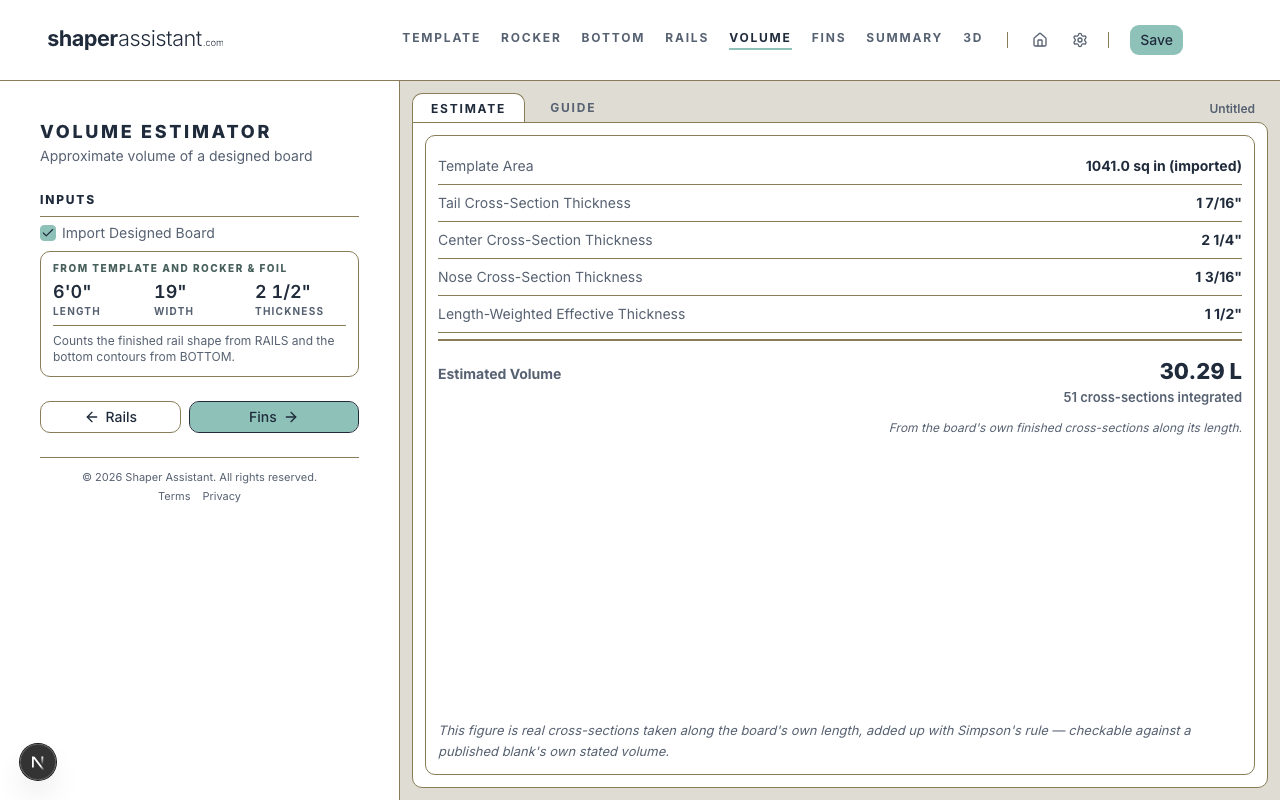 shaperassistant.com
TEMPLATE ROCKER BOTTOM RAILS VOLUME FINS SUMMARY 3D
Save
VOLUME ESTIMATOR
Approximate volume of a designed board
INPUTS
Import Designed Board
FROM TEMPLATE AND ROCKER & FOIL
6'0" 19" 2 1/2"
LENGTH WIDTH THICKNESS
Counts the finished rail shape from RAILS and the
bottom contours from BOTTOM.
← Rails
Fins →
© 2026 Shaper Assistant. All rights reserved.
Terms Privacy
N
ESTIMATE GUIDE
Untitled
Template Area 1041.0 sq in (imported)
Tail Cross-Section Thickness 1 7/16"
Center Cross-Section Thickness 2 1/4"
Nose Cross-Section Thickness 1 3/16"
Length-Weighted Effective Thickness 1 1/2"
Estimated Volume 30.29 L
51 cross-sections integrated
From the board's own finished cross-sections along its length.
This figure is real cross-sections taken along the board's own length, added up with Simpson's rule — checkable against a
published blank's own stated volume.